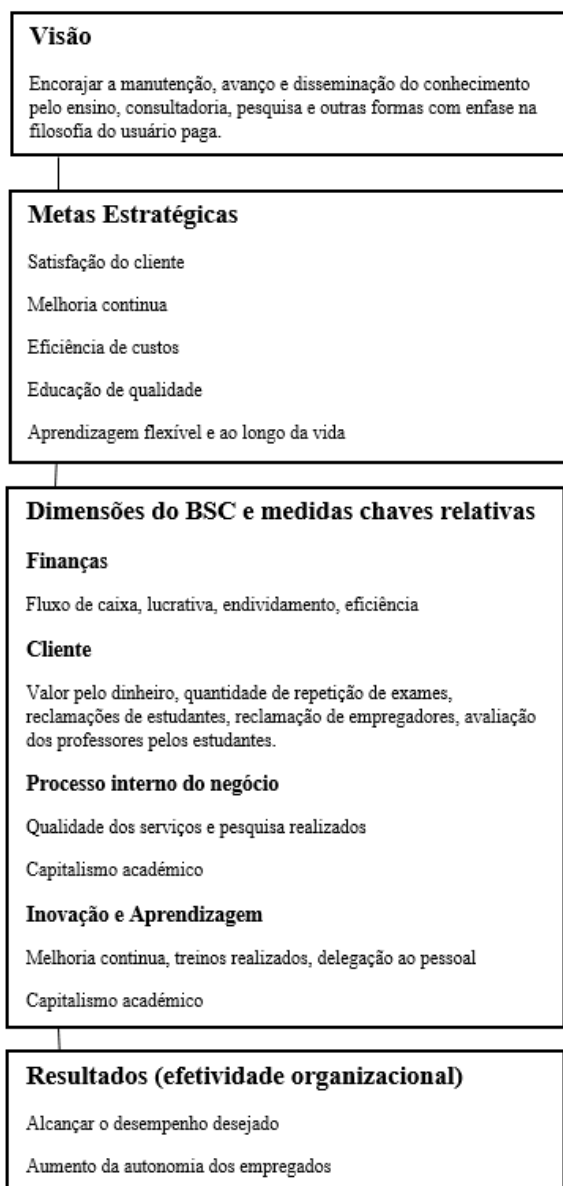 Visão
Encorajar a manutenção, avanço e disseminação do conhecimento
pelo ensino, consultadoria, pesquisa e outras formas com enfase na
filosofia do usuário paga.
Metas Estratégicas
Satisfação do cliente
Melhoria continua
Eficiência de custos
Educação de qualidade
Aprendizagem flexível e ao longo da vida
Dimensões do BSC e medidas chaves relativas
Finanças
Fluxo de caixa, lucrativa, endividamento, eficiência
Cliente
Valor pelo dinheiro, quantidade de repetição de exames,
reclamações de estudantes, reclamação de empregadores, avaliação
dos professores pelos estudantes.
Processo interno do negócio
Qualidade dos serviços e pesquisa realizados
Capitalismo académico
Inovação e Aprendizagem
Melhoria continua, treinos realizados, delegação ao pessoal
Capitalismo académico
Resultados (efetividade organizacional)
Alcançar o desempenho desejado
Aumento da autonomia dos empregados